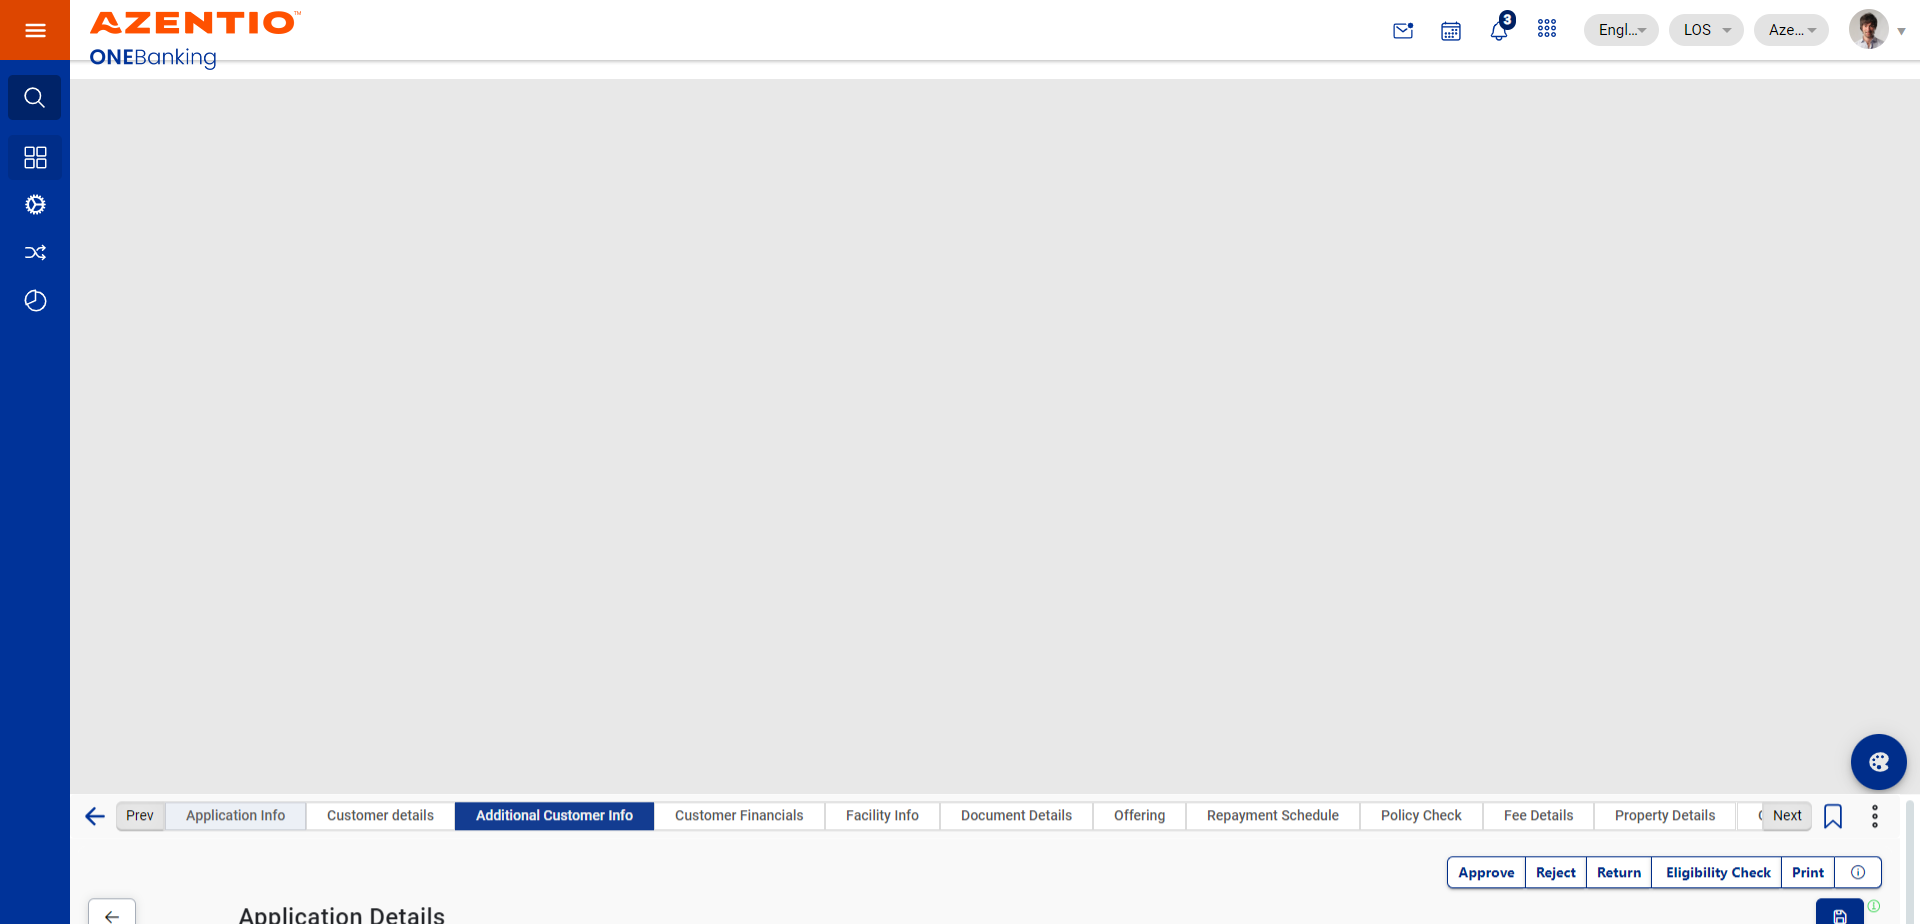 AZENTIO™
ONEBanking
3
Engl...
LOS
Aze...
Prev
Application Info
Customer details
Additional Customer Info
Customer Financials
Facility Info
Document Details
Offering
Repayment Schedule
Policy Check
Fee Details
Property Details
Next
Approve
Reject
Return
Eligibility Check
Print
Application Details